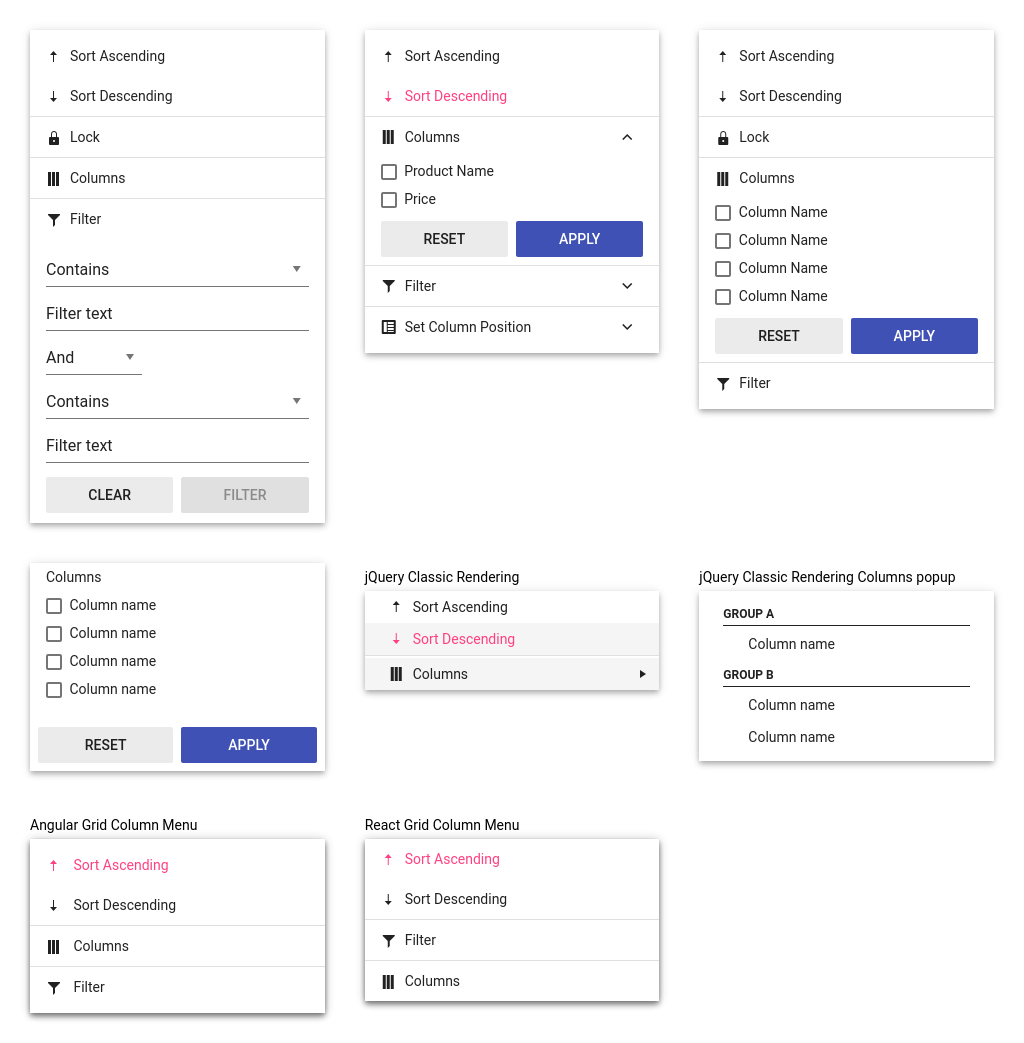 Sort Ascending
Sort Descending
Lock
Columns
Filter
Contains
Filter text
And
Contains
Filter text
CLEAR FILTER
Sort Ascending
Sort Descending
Columns
Product Name
Price
RESET APPLY
Filter
Set Column Position
Sort Ascending
Sort Descending
Lock
Columns
Column Name
Column Name
Column Name
Column Name
RESET APPLY
Filter
Columns
Column name
Column name
Column name
Column name
RESET APPLY
jQuery Classic Rendering
Sort Ascending
Sort Descending
Columns
jQuery Classic Rendering Columns popup
GROUP A
Column name
GROUP B
Column name
Column name
Angular Grid Column Menu
Sort Ascending
Sort Descending
Columns
Filter
React Grid Column Menu
Sort Ascending
Sort Descending
Filter
Columns